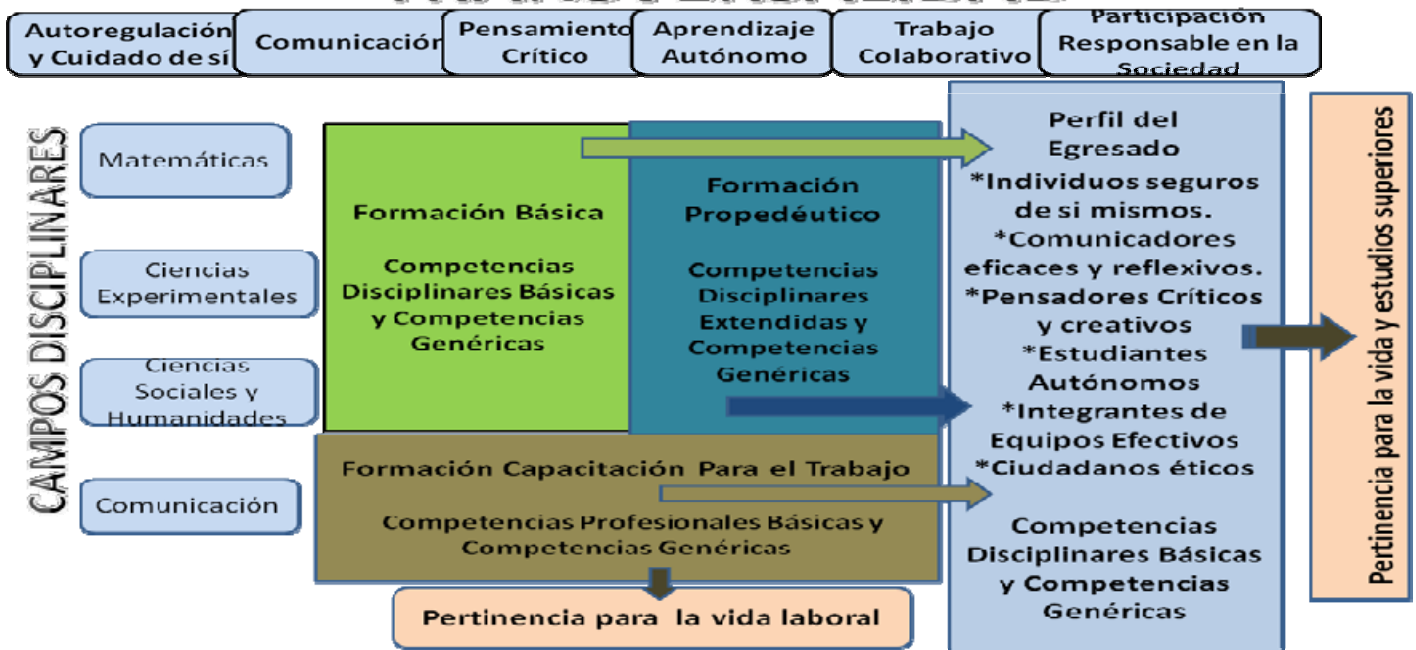 Autoregulación
y Cuidado de sí
Comunicación
Pensamiento
Crítico
Aprendizaje
Autónomo
Trabajo
Colaborativo
Participación
Responsable en la
Sociedad
CAMPOS DISCIPLINARES
Matemáticas
Ciencias
Experimentales
Ciencias
Sociales y
Humanidades
Comunicación
Formación Básica
Competencias
Disciplinares Básicas
y Competencias
Genéricas
Formación
Propedéutico
Competencias
Disciplinares
Extendidas y
Competencias
Genéricas
Formación Capacitación Para el Trabajo
Competencias Profesionales Básicas y
Competencias Genéricas
Pertinencia para la vida laboral
Perfil del
Egresado
*Individuos seguros
de si mismos.
*Comunicadores
eficaces y reflexivos.
*Pensadores Críticos
y creativos
*Estudiantes
Autónomos
*Integrantes de
Equipos Efectivos
*Ciudadanos éticos
Competencias
Disciplinares Básicas
y Competencias
Genéricas
Pertinencia para la vida y estudios superiores